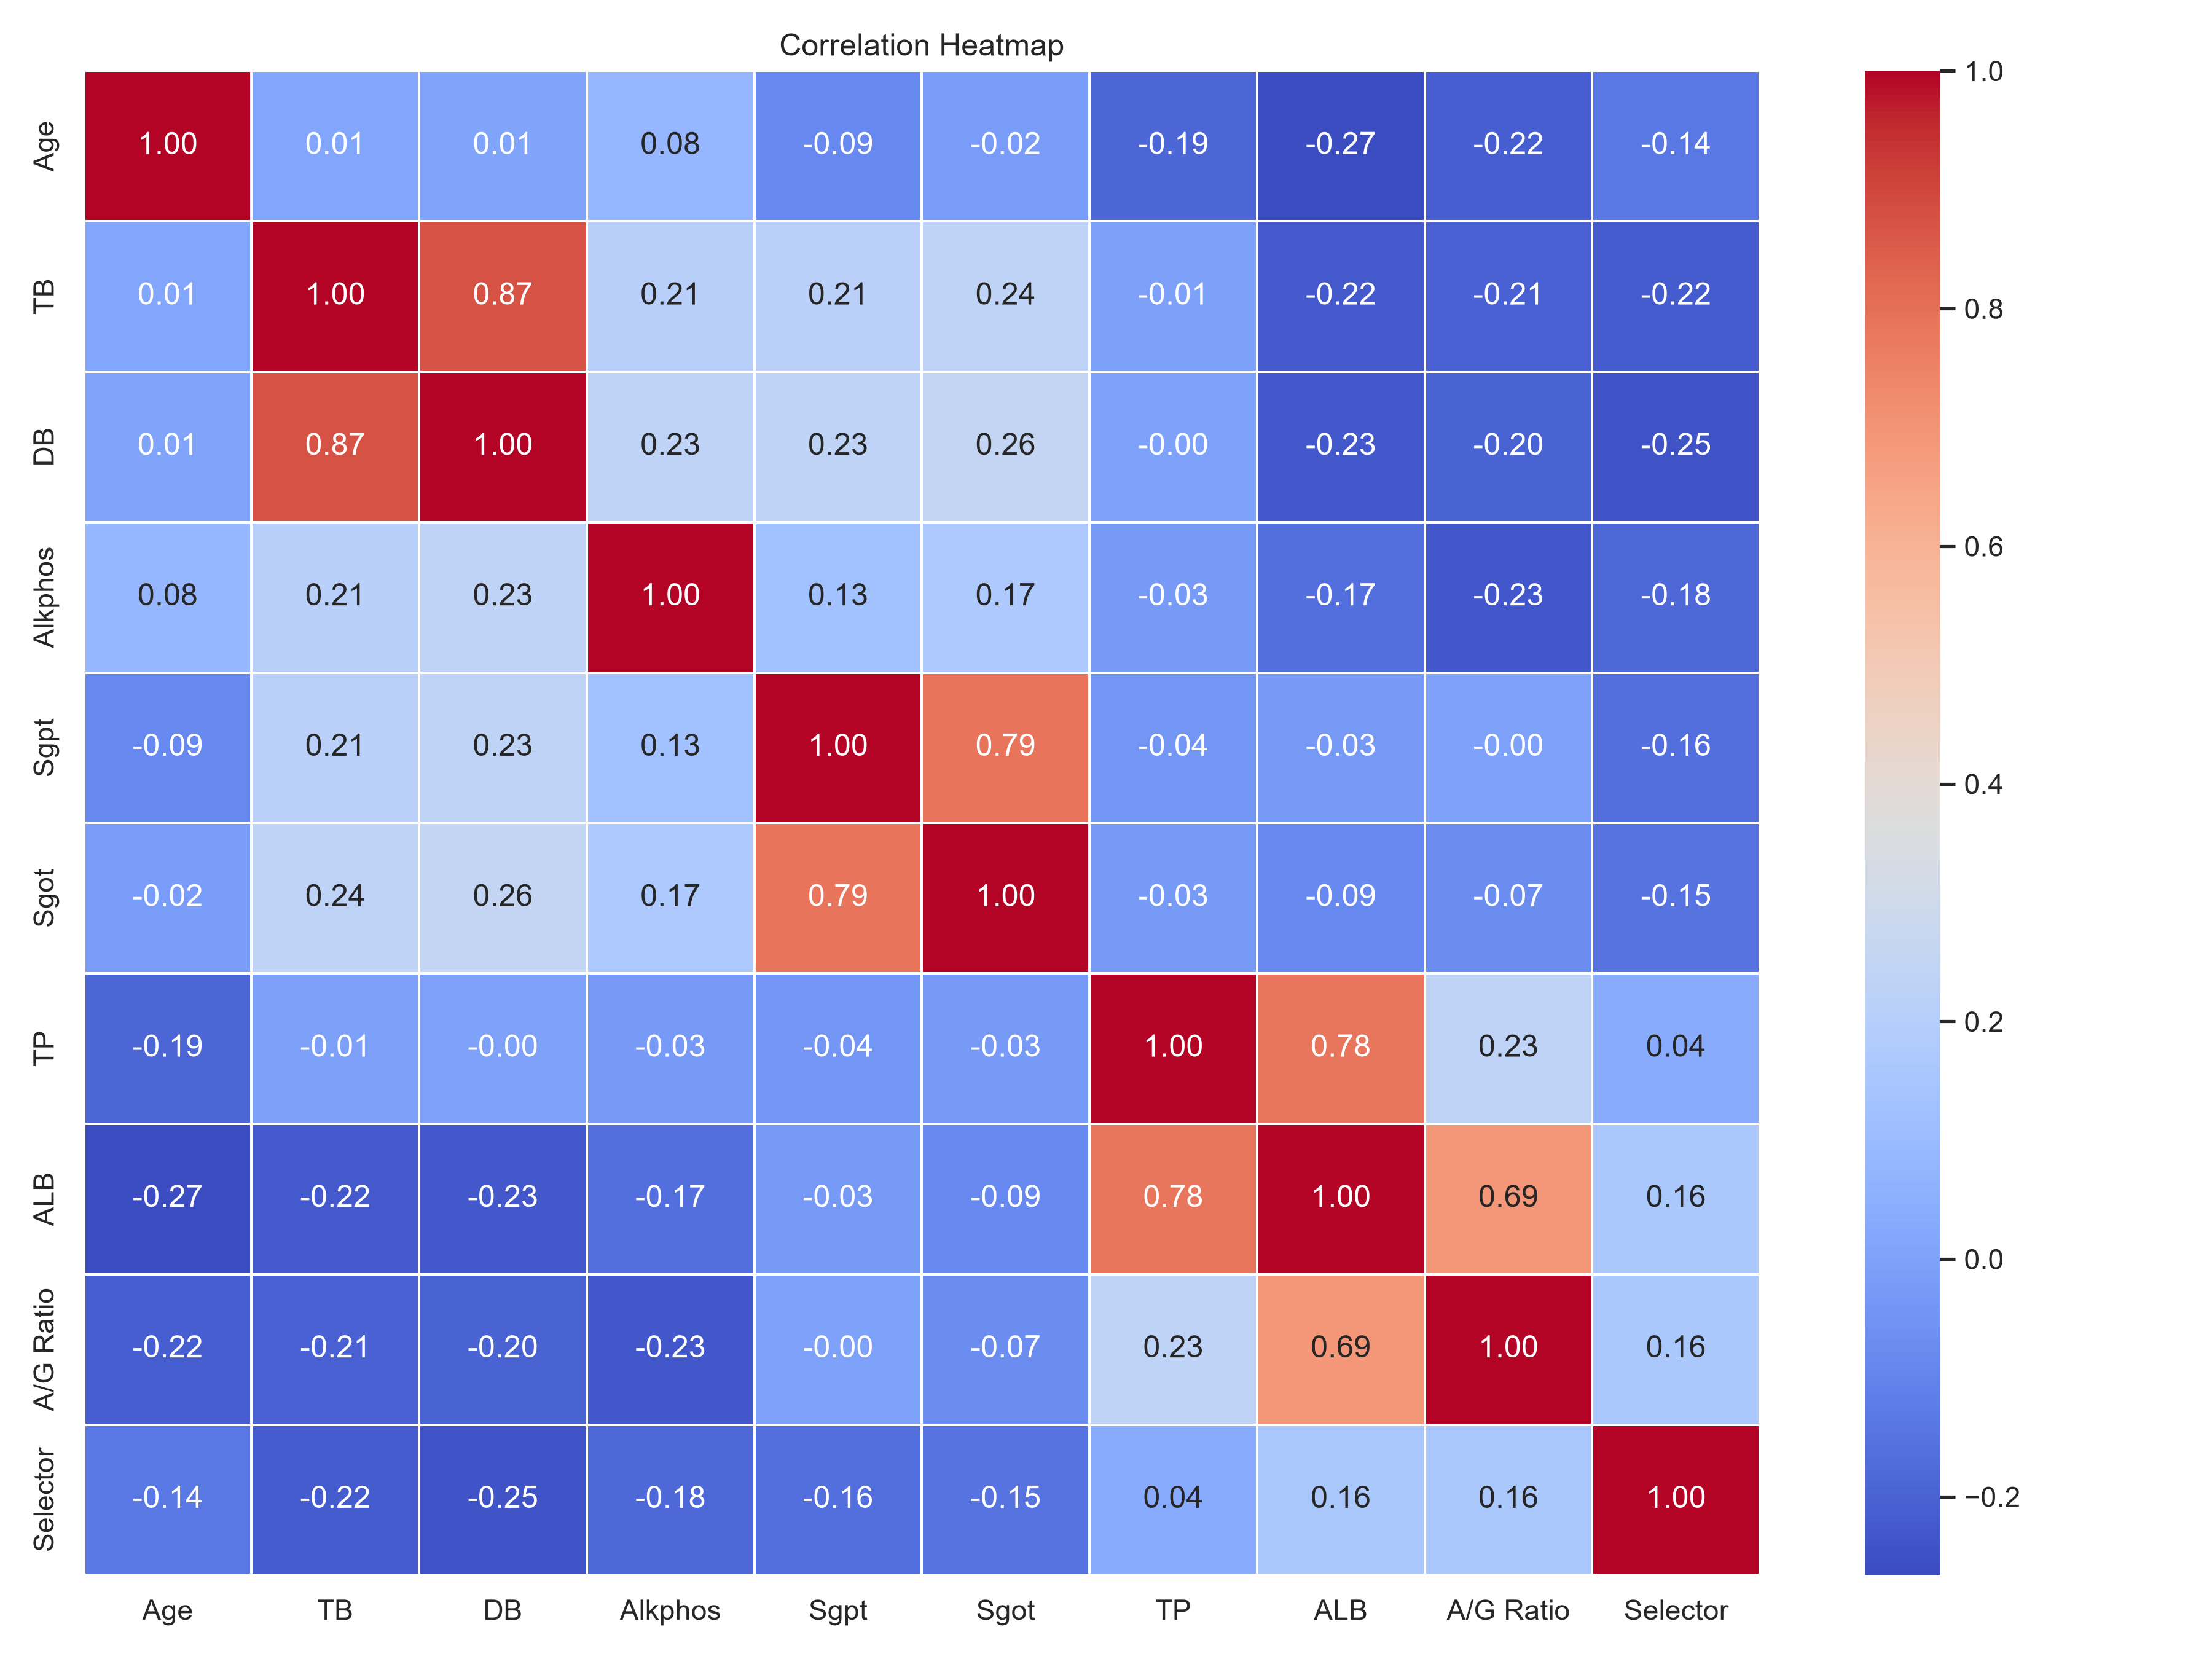 Correlation Heatmap
Age 1.00 0.01 0.01 0.08 -0.09 -0.02 -0.19 -0.27 -0.22 -0.14
TB 0.01 1.00 0.87 0.21 0.21 0.24 -0.01 -0.22 -0.21 -0.22
DB 0.01 0.87 1.00 0.23 0.23 0.26 -0.00 -0.23 -0.20 -0.25
Alkphos 0.08 0.21 0.23 1.00 0.13 0.17 -0.03 -0.17 -0.23 -0.18
Sgpt -0.09 0.21 0.23 0.13 1.00 0.79 -0.04 -0.03 -0.00 -0.16
Sgot -0.02 0.24 0.26 0.17 0.79 1.00 -0.03 -0.09 -0.07 -0.15
TP -0.19 -0.01 -0.00 -0.03 -0.04 -0.03 1.00 0.78 0.23 0.04
ALB -0.27 -0.22 -0.23 -0.17 -0.03 -0.09 0.78 1.00 0.69 0.16
A/G Ratio -0.22 -0.21 -0.20 -0.23 -0.00 -0.07 0.23 0.69 1.00 0.16
Selector -0.14 -0.22 -0.25 -0.18 -0.16 -0.15 0.04 0.16 0.16 1.00
Age TB DB Alkphos Sgpt Sgot TP ALB A/G Ratio Selector
1.0
0.8
0.6
0.4
0.2
0.0
−0.2